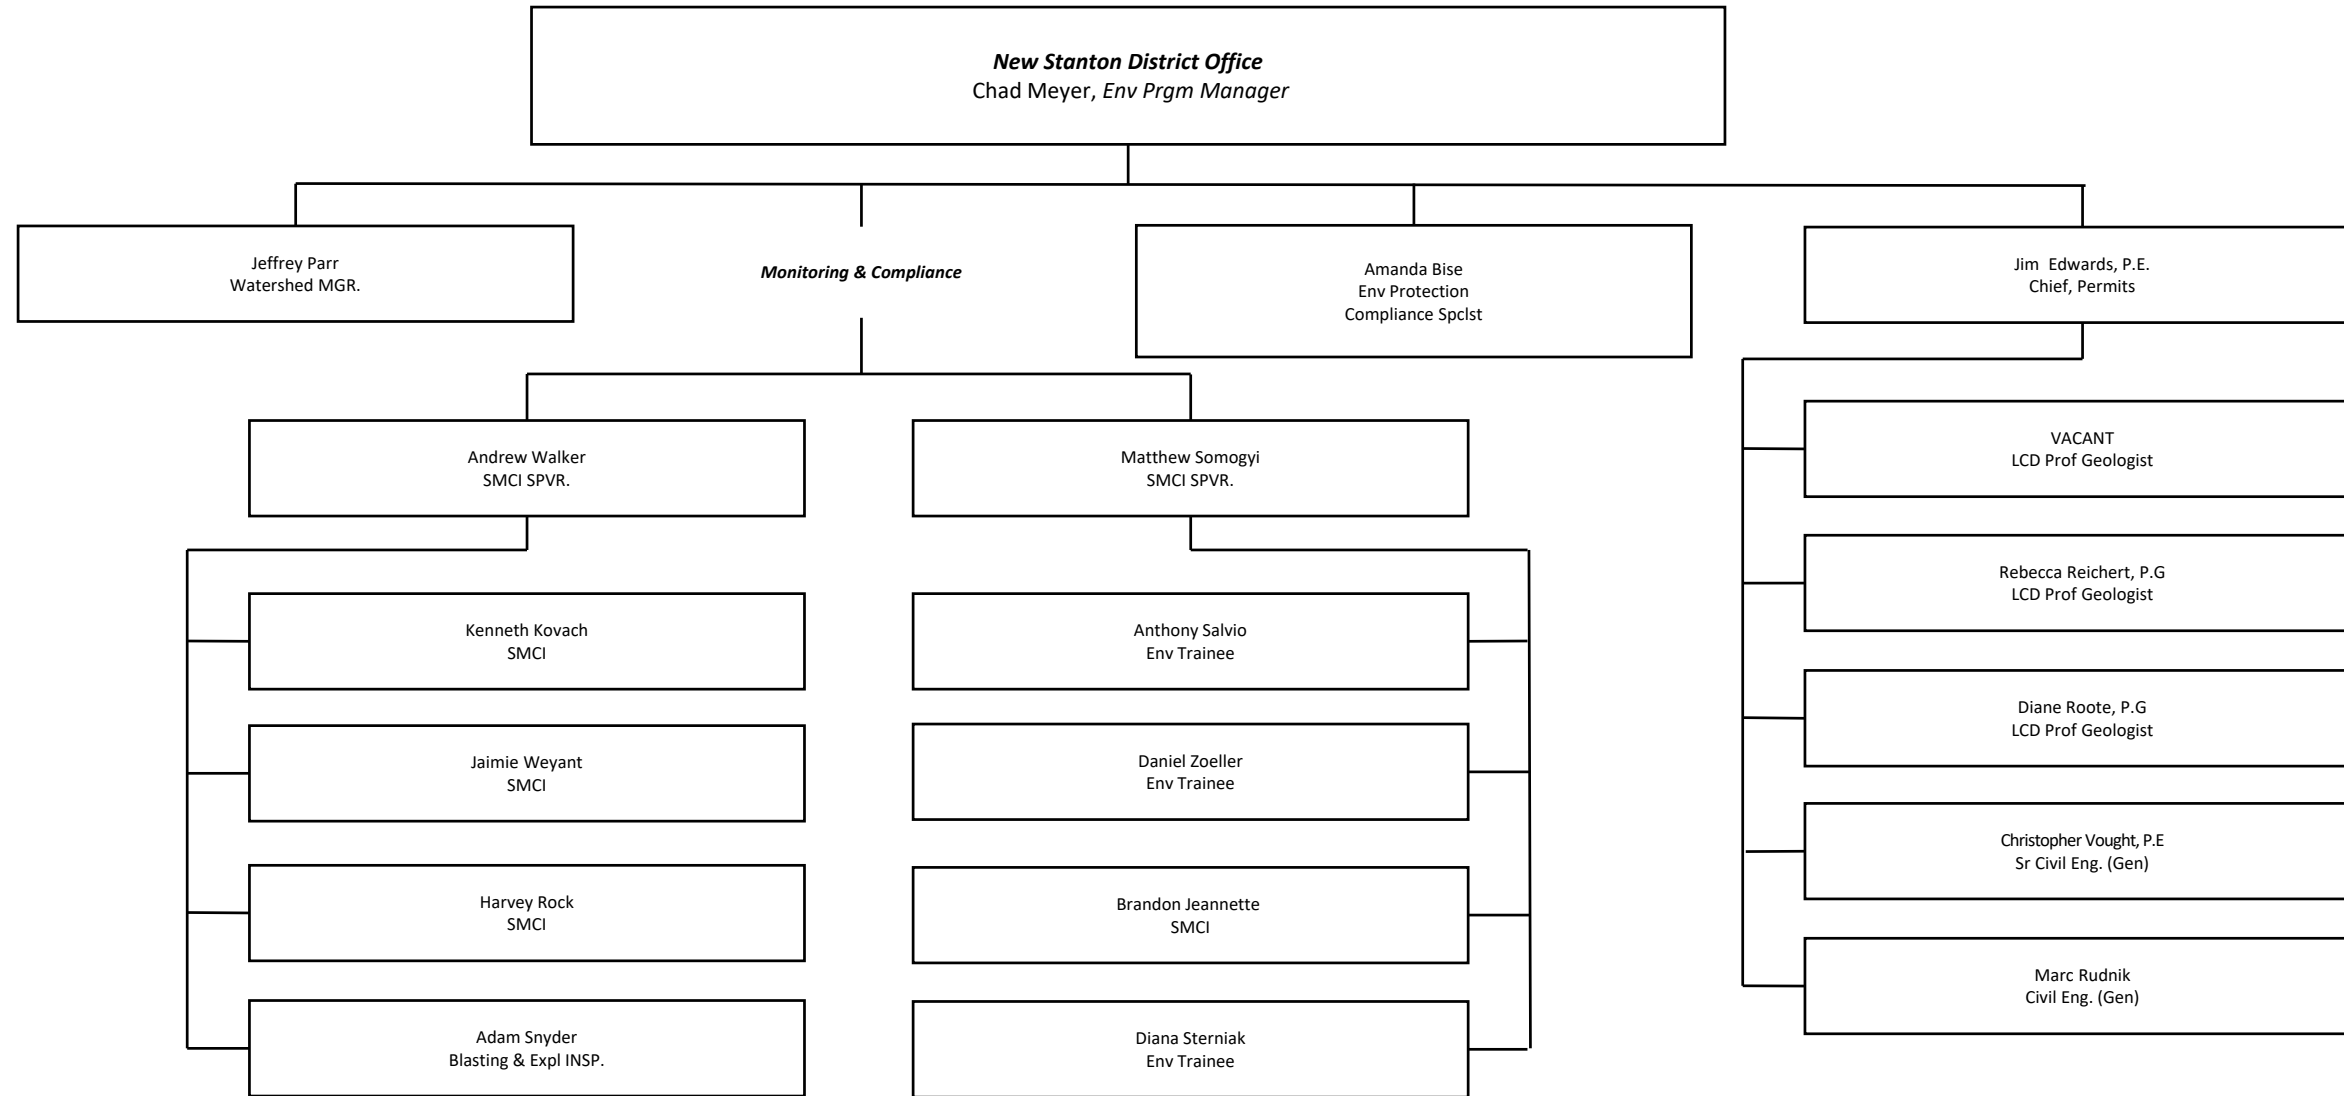 New Stanton District Office
Chad Meyer, Env Prgm Manager
Jeffrey Parr
Watershed MGR.
Monitoring & Compliance
Amanda Bise
Env Protection
Compliance Spclst
Jim Edwards, P.E.
Chief, Permits
Andrew Walker
SMCI SPVR.
Matthew Somogyi
SMCI SPVR.
VACANT
LCD Prof Geologist
Rebecca Reichert, P.G
LCD Prof Geologist
Kenneth Kovach
SMCI
Anthony Salvio
Env Trainee
Diane Roote, P.G
LCD Prof Geologist
Jaimie Weyant
SMCI
Daniel Zoeller
Env Trainee
Christopher Vought, P.E
Sr Civil Eng. (Gen)
Harvey Rock
SMCI
Brandon Jeannette
SMCI
Marc Rudnik
Civil Eng. (Gen)
Adam Snyder
Blasting & Expl INSP.
Diana Sterniak
Env Trainee